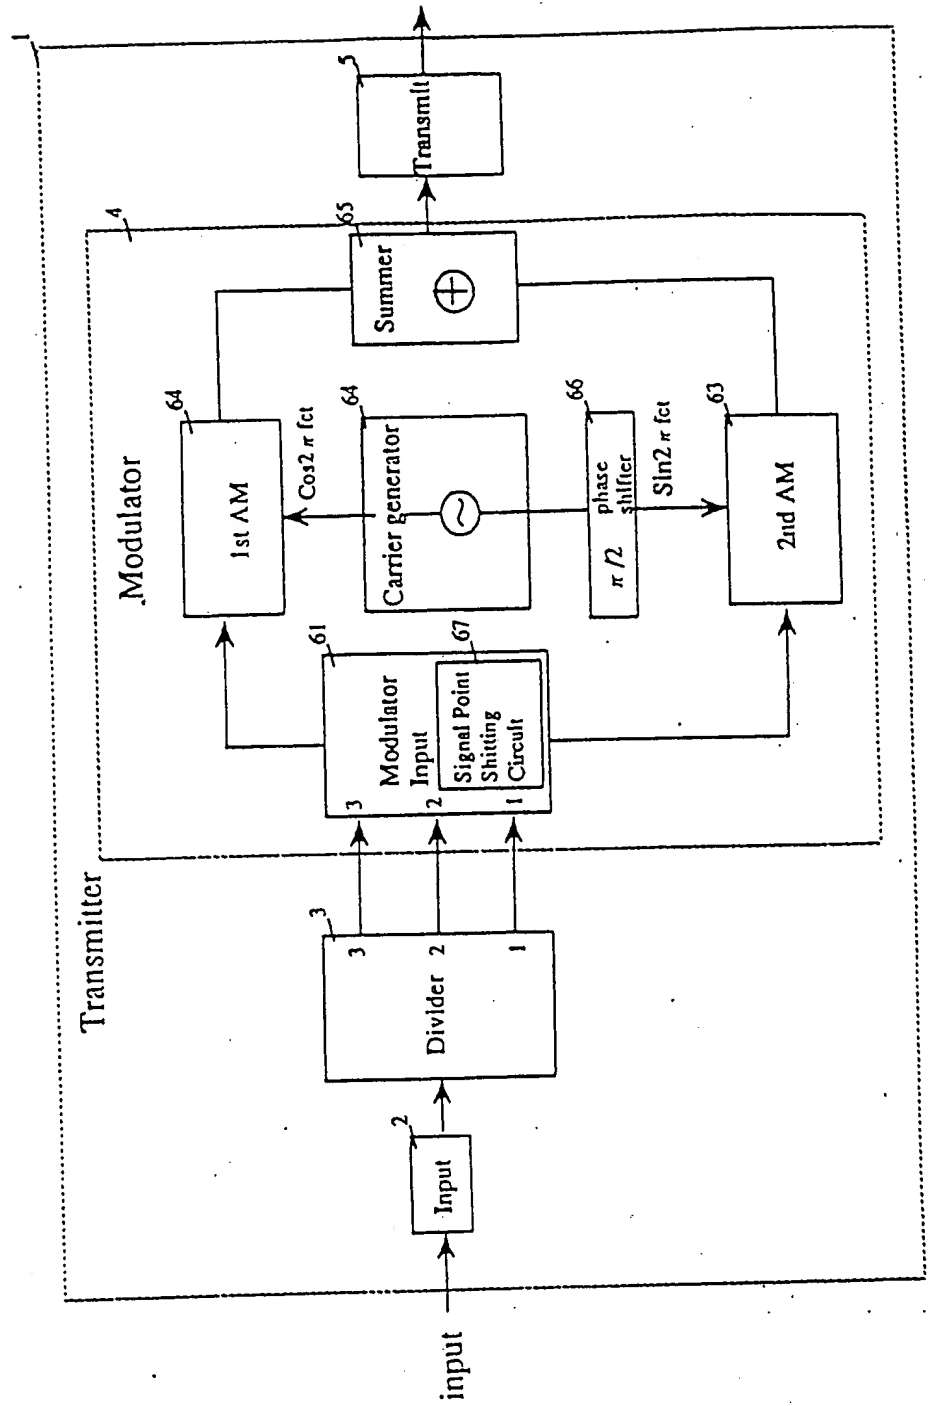 1
Transmitter
4
Modulator
input
2
Input
3
Divider
3
2
1
61
3
2
1
Modulator
Input
67
Signal Point
Shitting
Circuit
64
1st AM
Cos2 π fct
64
Carrier generator
~
66
π /2
phase
shifter
Sin2 π fct
63
2nd AM
65
Summer
+
5
Transmit